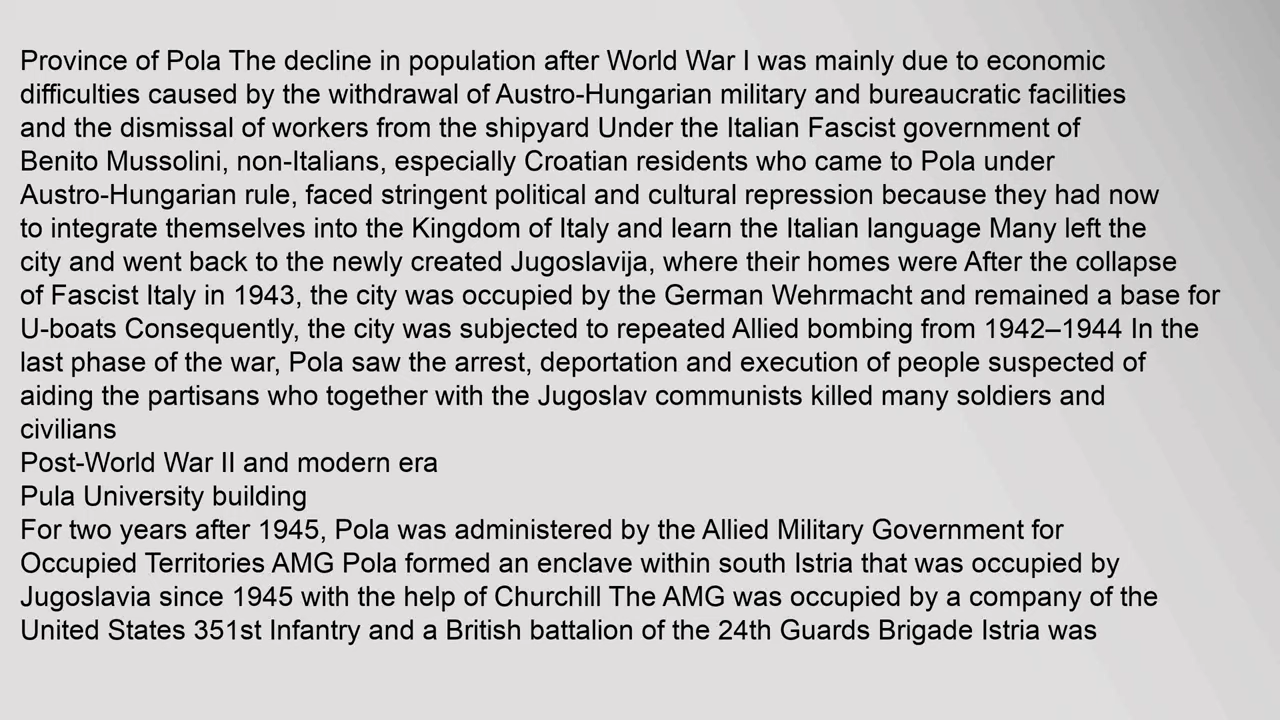 Province of Pola The decline in population after World War I was mainly due to economic
difficulties caused by the withdrawal of Austro-Hungarian military and bureaucratic facilities
and the dismissal of workers from the shipyard Under the Italian Fascist government of
Benito Mussolini, non-Italians, especially Croatian residents who came to Pola under
Austro-Hungarian rule, faced stringent political and cultural repression because they had now
to integrate themselves into the Kingdom of Italy and learn the Italian language Many left the
city and went back to the newly created Jugoslavija, where their homes were After the collapse
of Fascist Italy in 1943, the city was occupied by the German Wehrmacht and remained a base for
U-boats Consequently, the city was subjected to repeated Allied bombing from 1942–1944 In the
last phase of the war, Pola saw the arrest, deportation and execution of people suspected of
aiding the partisans who together with the Jugoslav communists killed many soldiers and
civilians
Post-World War II and modern era
Pula University building
For two years after 1945, Pola was administered by the Allied Military Government for
Occupied Territories AMG Pola formed an enclave within south Istria that was occupied by
Jugoslavia since 1945 with the help of Churchill The AMG was occupied by a company of the
United States 351st Infantry and a British battalion of the 24th Guards Brigade Istria was